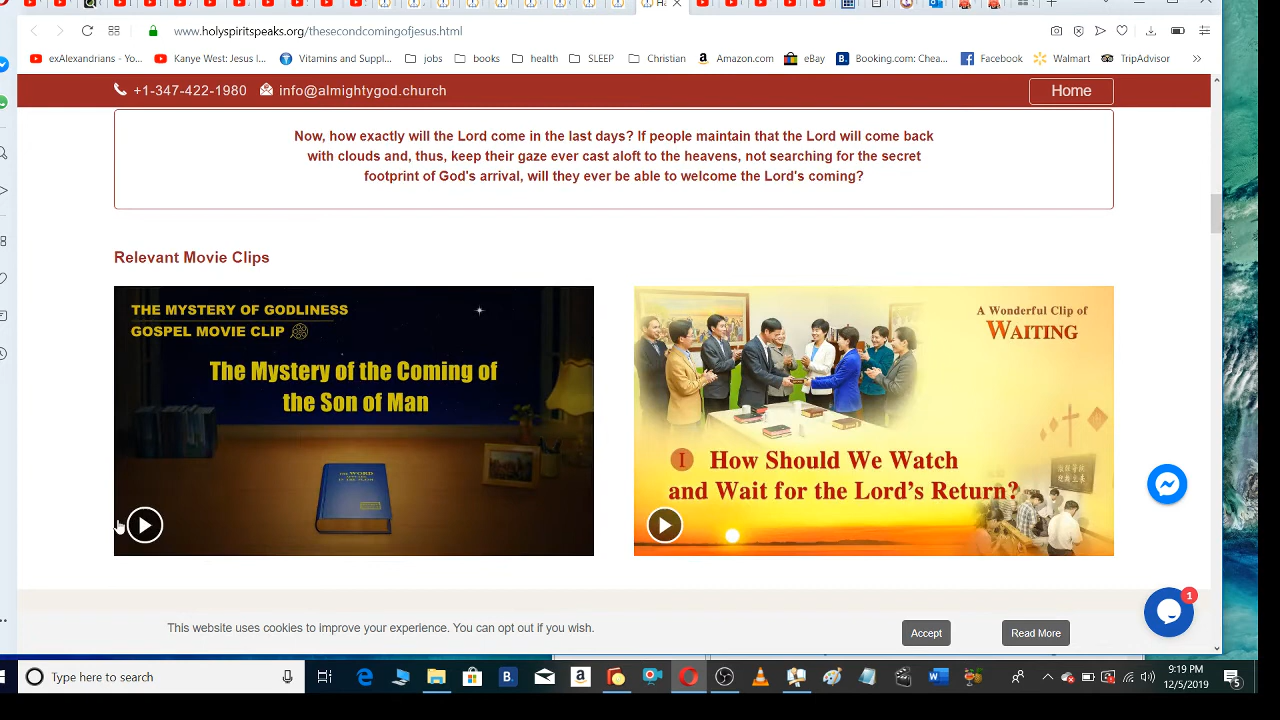 www.holyspiritspeaks.org/thesecondcomingofjesus.html
exAlexandrians - Yo...
Kanye West: Jesus I...
Vitamins and Suppl...
jobs
books
health
SLEEP
Christian
Amazon.com
eBay
Booking.com: Chea...
Facebook
Walmart
TripAdvisor
+1-347-422-1980
info@almightygod.church
Home
Now, how exactly will the Lord come in the last days? If people maintain that the Lord will come back
with clouds and, thus, keep their gaze ever cast aloft to the heavens, not searching for the secret
footprint of God's arrival, will they ever be able to welcome the Lord's coming?
Relevant Movie Clips
THE MYSTERY OF GODLINESS
GOSPEL MOVIE CLIP
The Mystery of the Coming of
the Son of Man
A Wonderful Clip of
WAITING
I How Should We Watch
and Wait for the Lord's Return?
1
This website uses cookies to improve your experience. You can opt out if you wish.
Accept
Read More
Type here to search
9:19 PM
12/5/2019
5